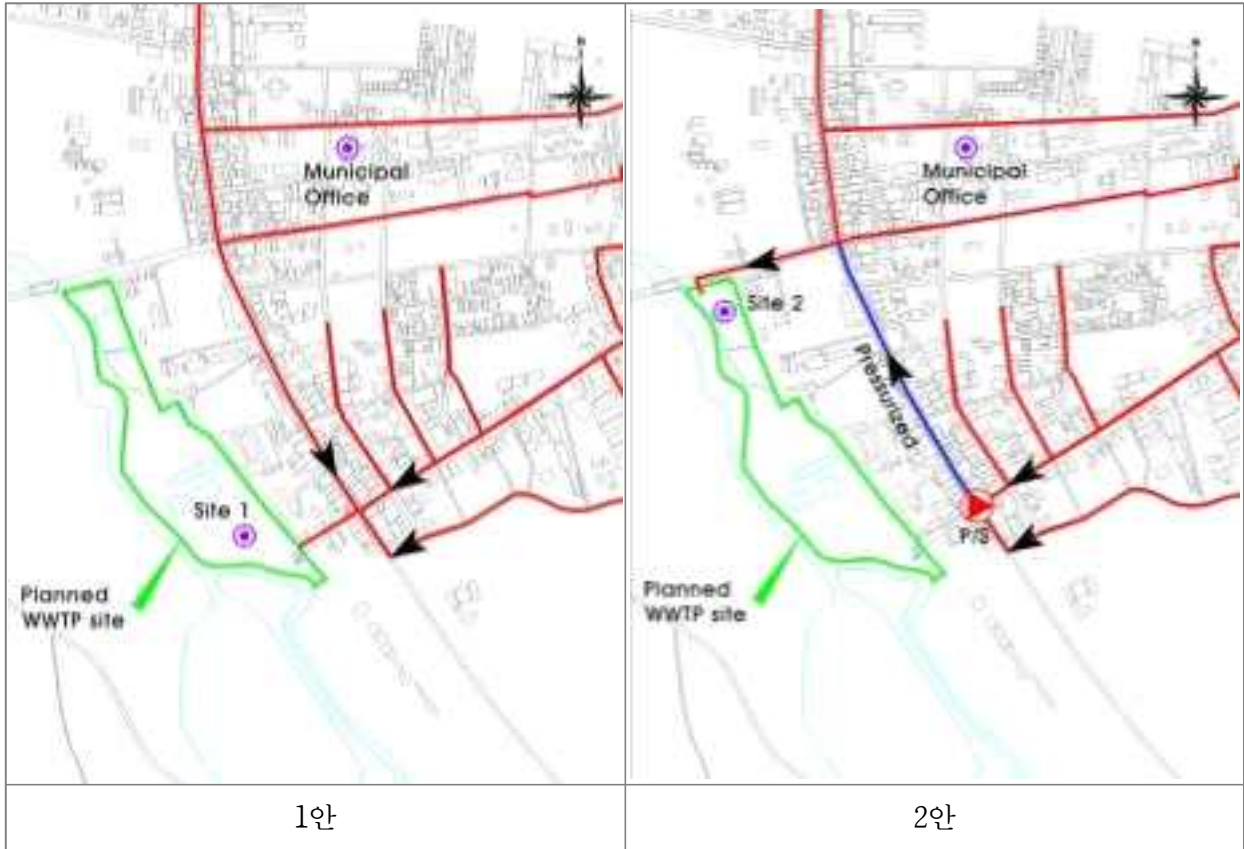 N
Municipal
Office
Site 1
Planned
WWTP site
1안
N
Municipal
Office
Site 2
Pressurized
P/S
Planned
WWTP site
2안